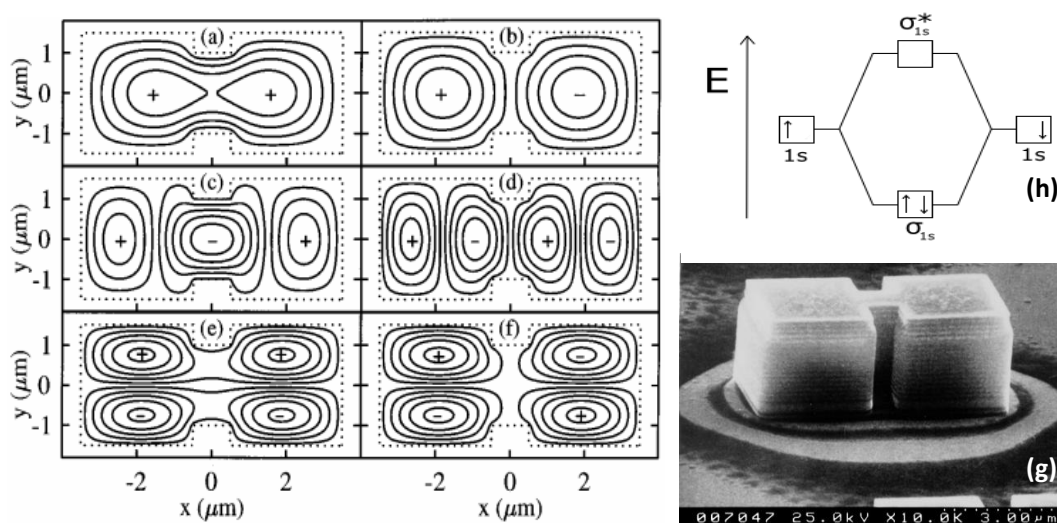 (a)
(b)
y (μm)
1
0
-1
+
+
+
−
(c)
(d)
y (μm)
1
0
-1
+
−
+
+
−
+
−
(e)
(f)
y (μm)
1
0
-1
+
+
−
−
+
−
−
+
-2 0 2
-2 0 2
x (μm)
x (μm)
E
σ*1s
↑
↓
1s
1s
↑↓
σ1s
(h)
(g)
007047 25.0kV X10.0K 3.00μm